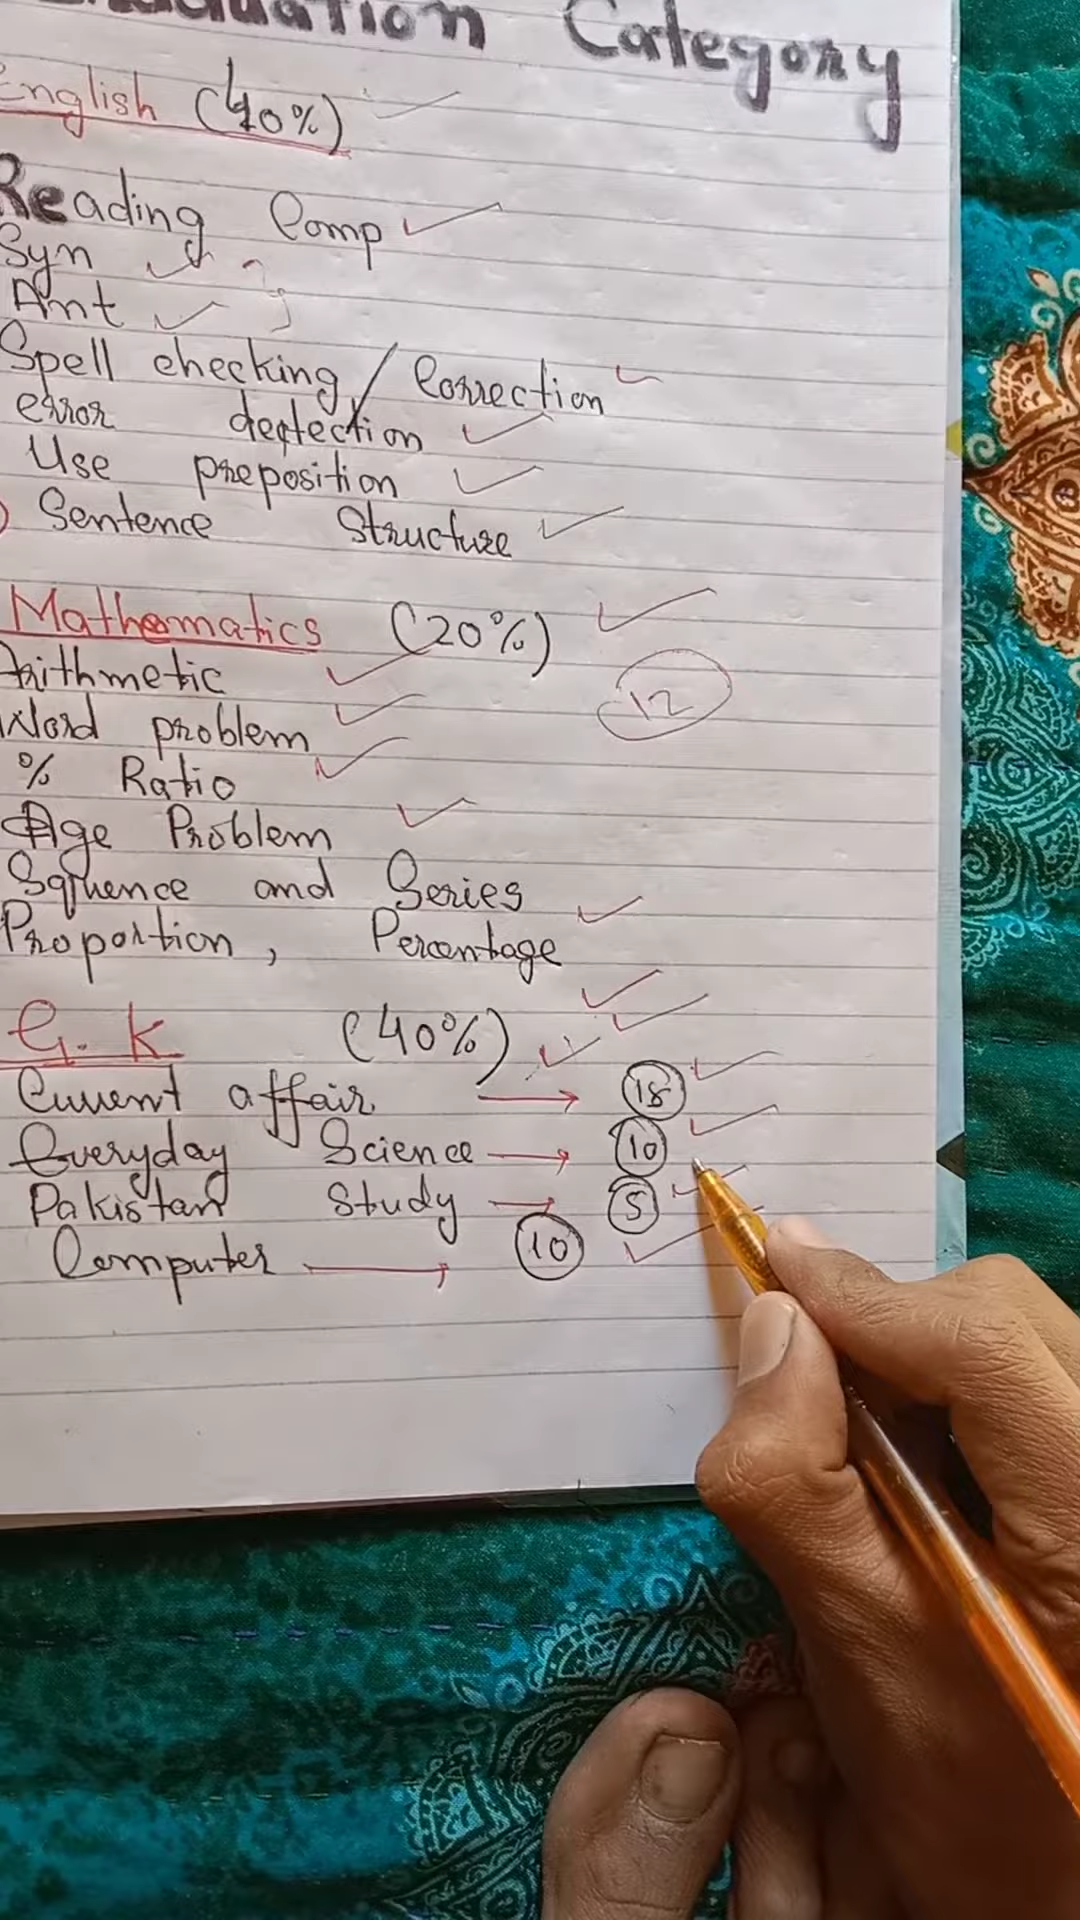 Graduation Category
English (40%)
Reading Comp
Syn
Ant
Spell checking / Correction
error detection
Use preposition
Sentence Structure
Mathematics (20%)
Arithmetic
12
Word problem
% Ratio
Age Problem
Squence and Series
Proportion, Percentage
G. K (40%)
Current affair → 18
Everyday Science → 10
Pakistan Study → 5
Computer → 10